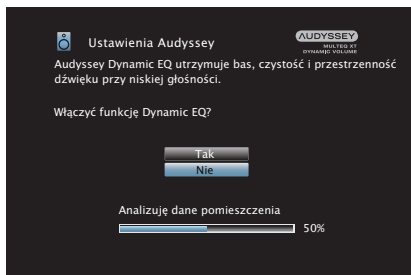 Ustawienia Audyssey
AUDYSSEY
MULTEQ XT
DYNAMIC VOLUME
Audyssey Dynamic EQ utrzymuje bas, czystość i przestrzenność
dźwięku przy niskiej głośności.
Włączyć funkcję Dynamic EQ?
Tak
Nie
Analizuję dane pomieszczenia
50%